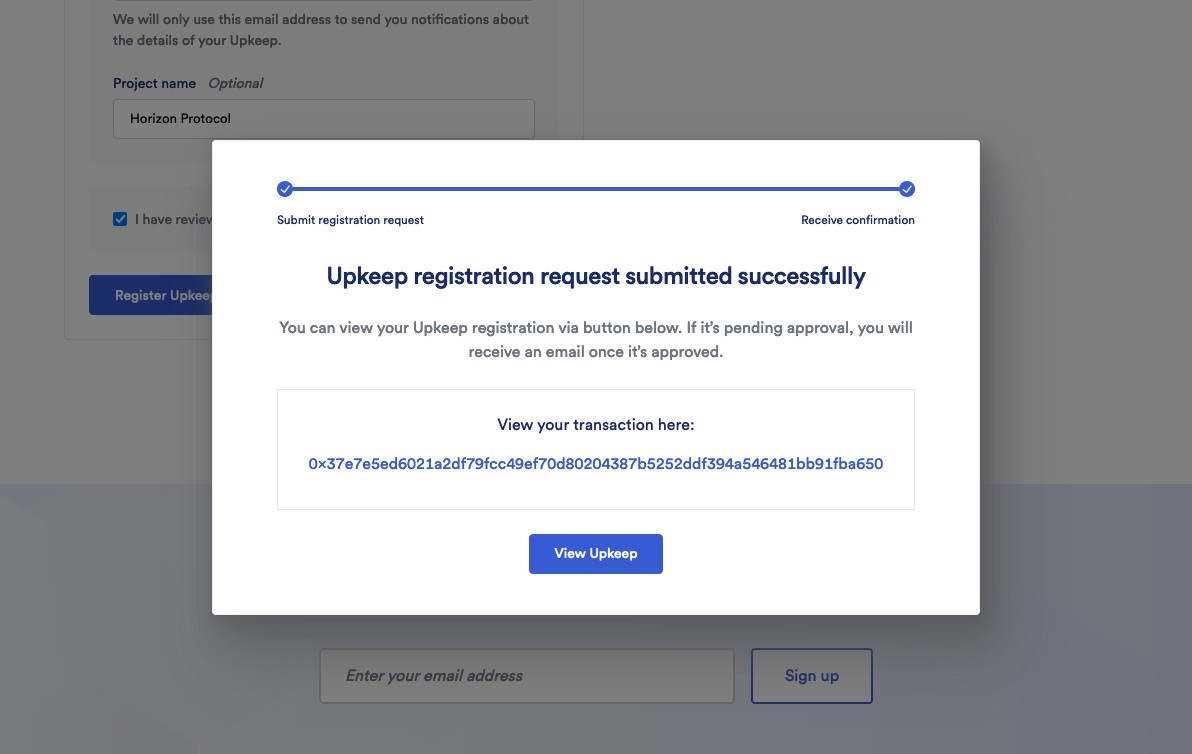 We will only use this email address to send you notifications about
the details of your Upkeep.
Project name Optional
Horizon Protocol
I have review
Register Upkeep
Submit registration request
Receive confirmation
Upkeep registration request submitted successfully
You can view your Upkeep registration via button below. If it's pending approval, you will
receive an email once it's approved.
View your transaction here:
0x37e7e5ed6021a2df79fcc49ef70d80204387b5252ddf394a546481bb91fba650
View Upkeep
Enter your email address
Sign up